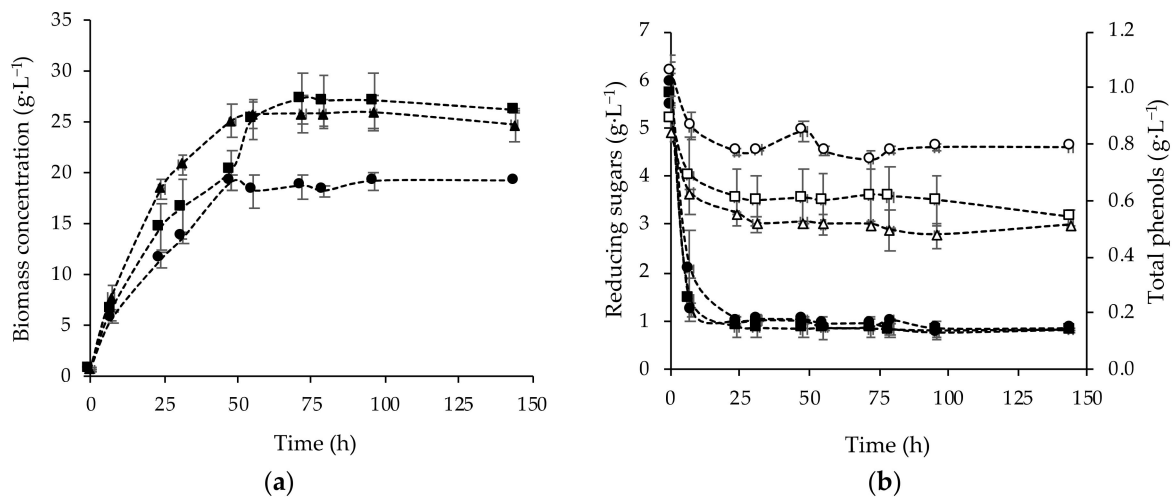 Biomass concentration (g·L⁻¹)
35
30
25
20
15
10
5
0
0 50 100 150
Time (h)
(a)
Reducing sugars (g·L⁻¹)
7
6
5
4
3
2
1
0
0 25 50 75 100 125 150
Time (h)
1.2
1.0
0.8
0.6
0.4
0.2
0.0
Total phenols (g·L⁻¹)
(b)